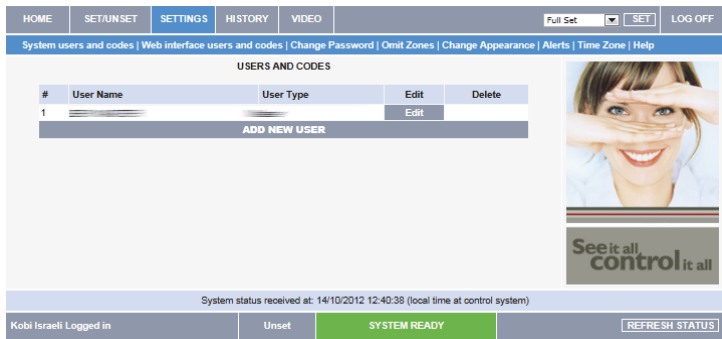 HOME SET/UNSET SETTINGS HISTORY VIDEO Full Set SET LOG OFF
System users and codes | Web interface users and codes | Change Password | Omit Zones | Change Appearance | Alerts | Time Zone | Help
USERS AND CODES
# User Name User Type Edit Delete
1 Edit
ADD NEW USER
See it all,
control it all
System status received at: 14/10/2012 12:40:38 (local time at control system)
Kobi Israeli Logged in Unset SYSTEM READY REFRESH STATUS